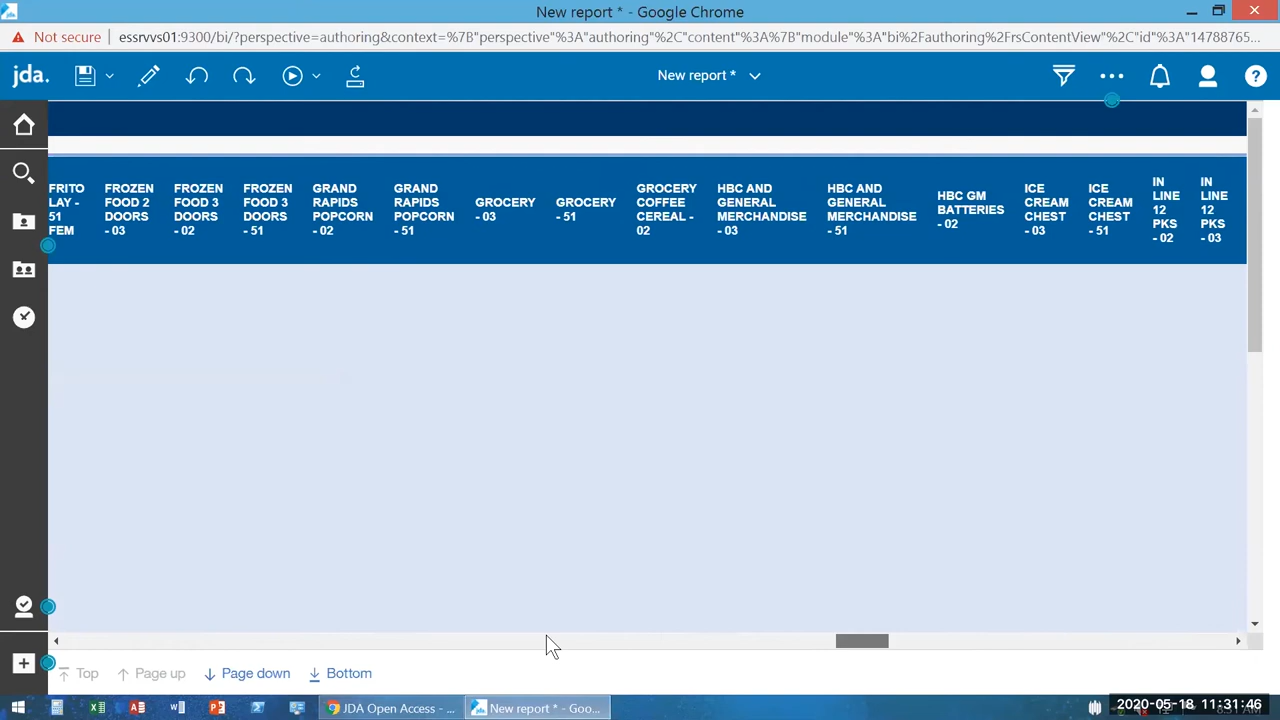 New report * - Google Chrome
Not secure essrvvs01:9300/bi/?perspective=authoring&context=%7B"perspective"%3A"authoring"%2C"content"%3A%7B"module"%3A"bi%2Fauthoring%2FrsContentView"%2C"id"%3A"14788765...
jda. New report *
FRITO LAY - 51 FEM
FROZEN FOOD 2 DOORS - 03
FROZEN FOOD 3 DOORS - 02
FROZEN FOOD 3 DOORS - 51
GRAND RAPIDS POPCORN - 02
GRAND RAPIDS POPCORN - 51
GROCERY - 03
GROCERY - 51
GROCERY COFFEE CEREAL - 02
HBC AND GENERAL MERCHANDISE - 03
HBC AND GENERAL MERCHANDISE - 51
HBC GM BATTERIES - 02
ICE CREAM CHEST - 03
ICE CREAM CHEST - 51
IN LINE 12 PKS - 02
IN LINE 12 PKS - 03
Top Page up Page down Bottom
JDA Open Access - ... New report * - Goo... 2020-05-18 11:31:46